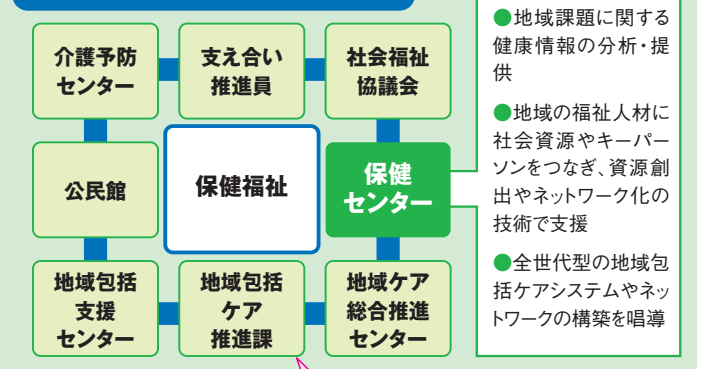 介護予防
センター
支え合い
推進員
社会福祉
協議会
公民館
保健福祉
保健
センター
地域包括
支援
センター
地域包括
ケア
推進課
地域ケア
総合推進
センター
●地域課題に関する
健康情報の分析・提
供
●地域の福祉人材に
社会資源やキーパー
ソンをつなぎ、資源創
出やネットワーク化の
技術で支援
●全世代型の地域包
括ケアシステムやネッ
トワークの構築を唱導